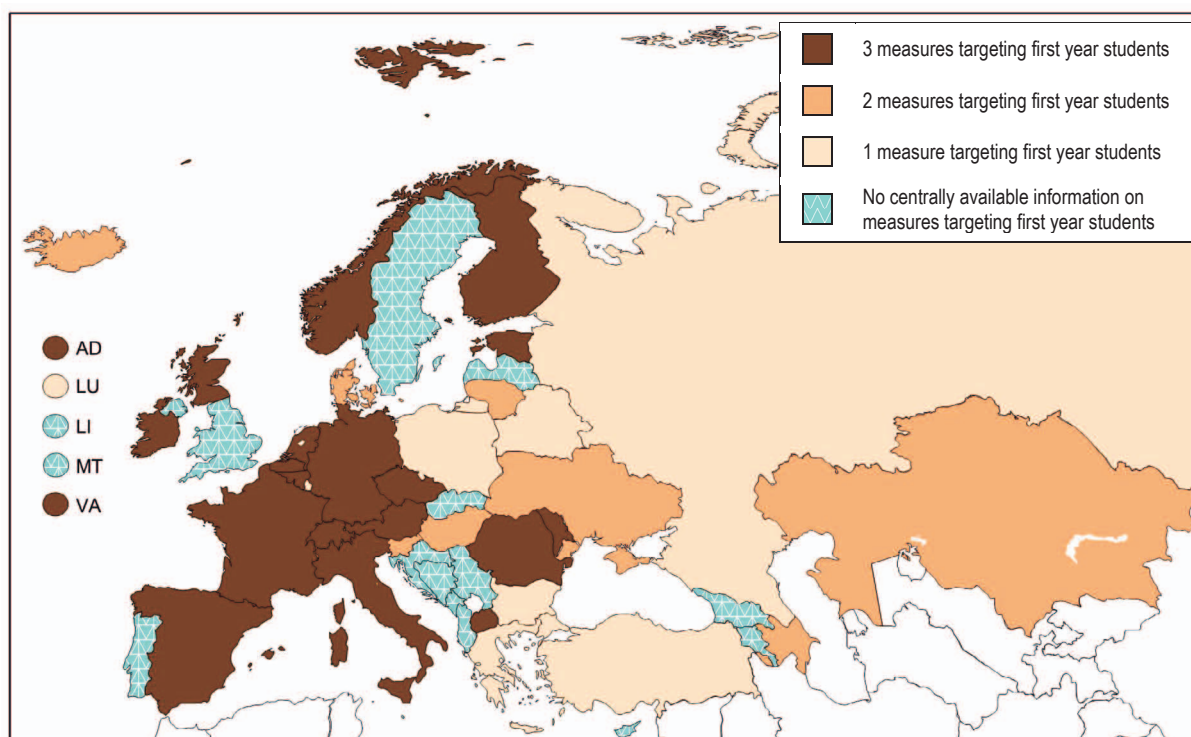 3 measures targeting first year students
2 measures targeting first year students
1 measure targeting first year students
No centrally available information on
measures targeting first year students
AD
LU
LI
MT
VA